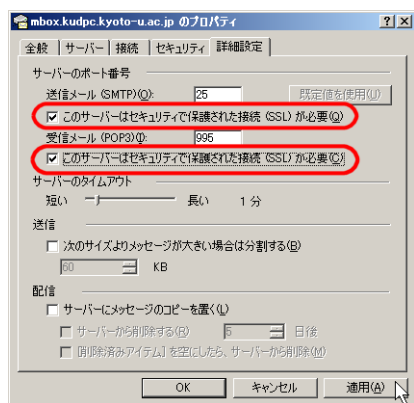 mbox.kudpc.kyoto-u.ac.jp のプロパティ
全般 サーバー 接続 セキュリティ 詳細設定
サーバーのポート番号
送信メール (SMTP)(O): 25 既定値を使用(U)
このサーバーはセキュリティで保護された接続 (SSL) が必要(Q)
受信メール (POP3)(I): 995
このサーバーはセキュリティで保護された接続 (SSL) が必要(C)
サーバーのタイムアウト
短い 長い 1 分
送信
次のサイズよりメッセージが大きい場合は分割する(B)
60 KB
配信
サーバーにメッセージのコピーを置く(L)
サーバーから削除する(R) 5 日後
[削除済みアイテム] を空にしたら、サーバーから削除(M)
OK キャンセル 適用(A)